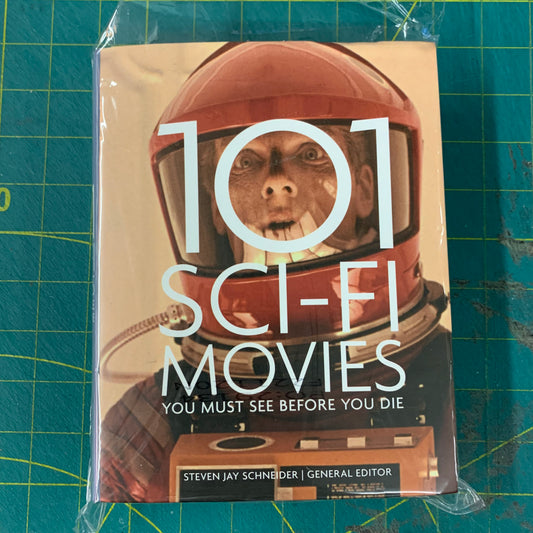 101
SCI-FI
MOVIES
YOU MUST SEE BEFORE YOU DIE
STEVEN JAY SCHNEIDER | GENERAL EDITOR